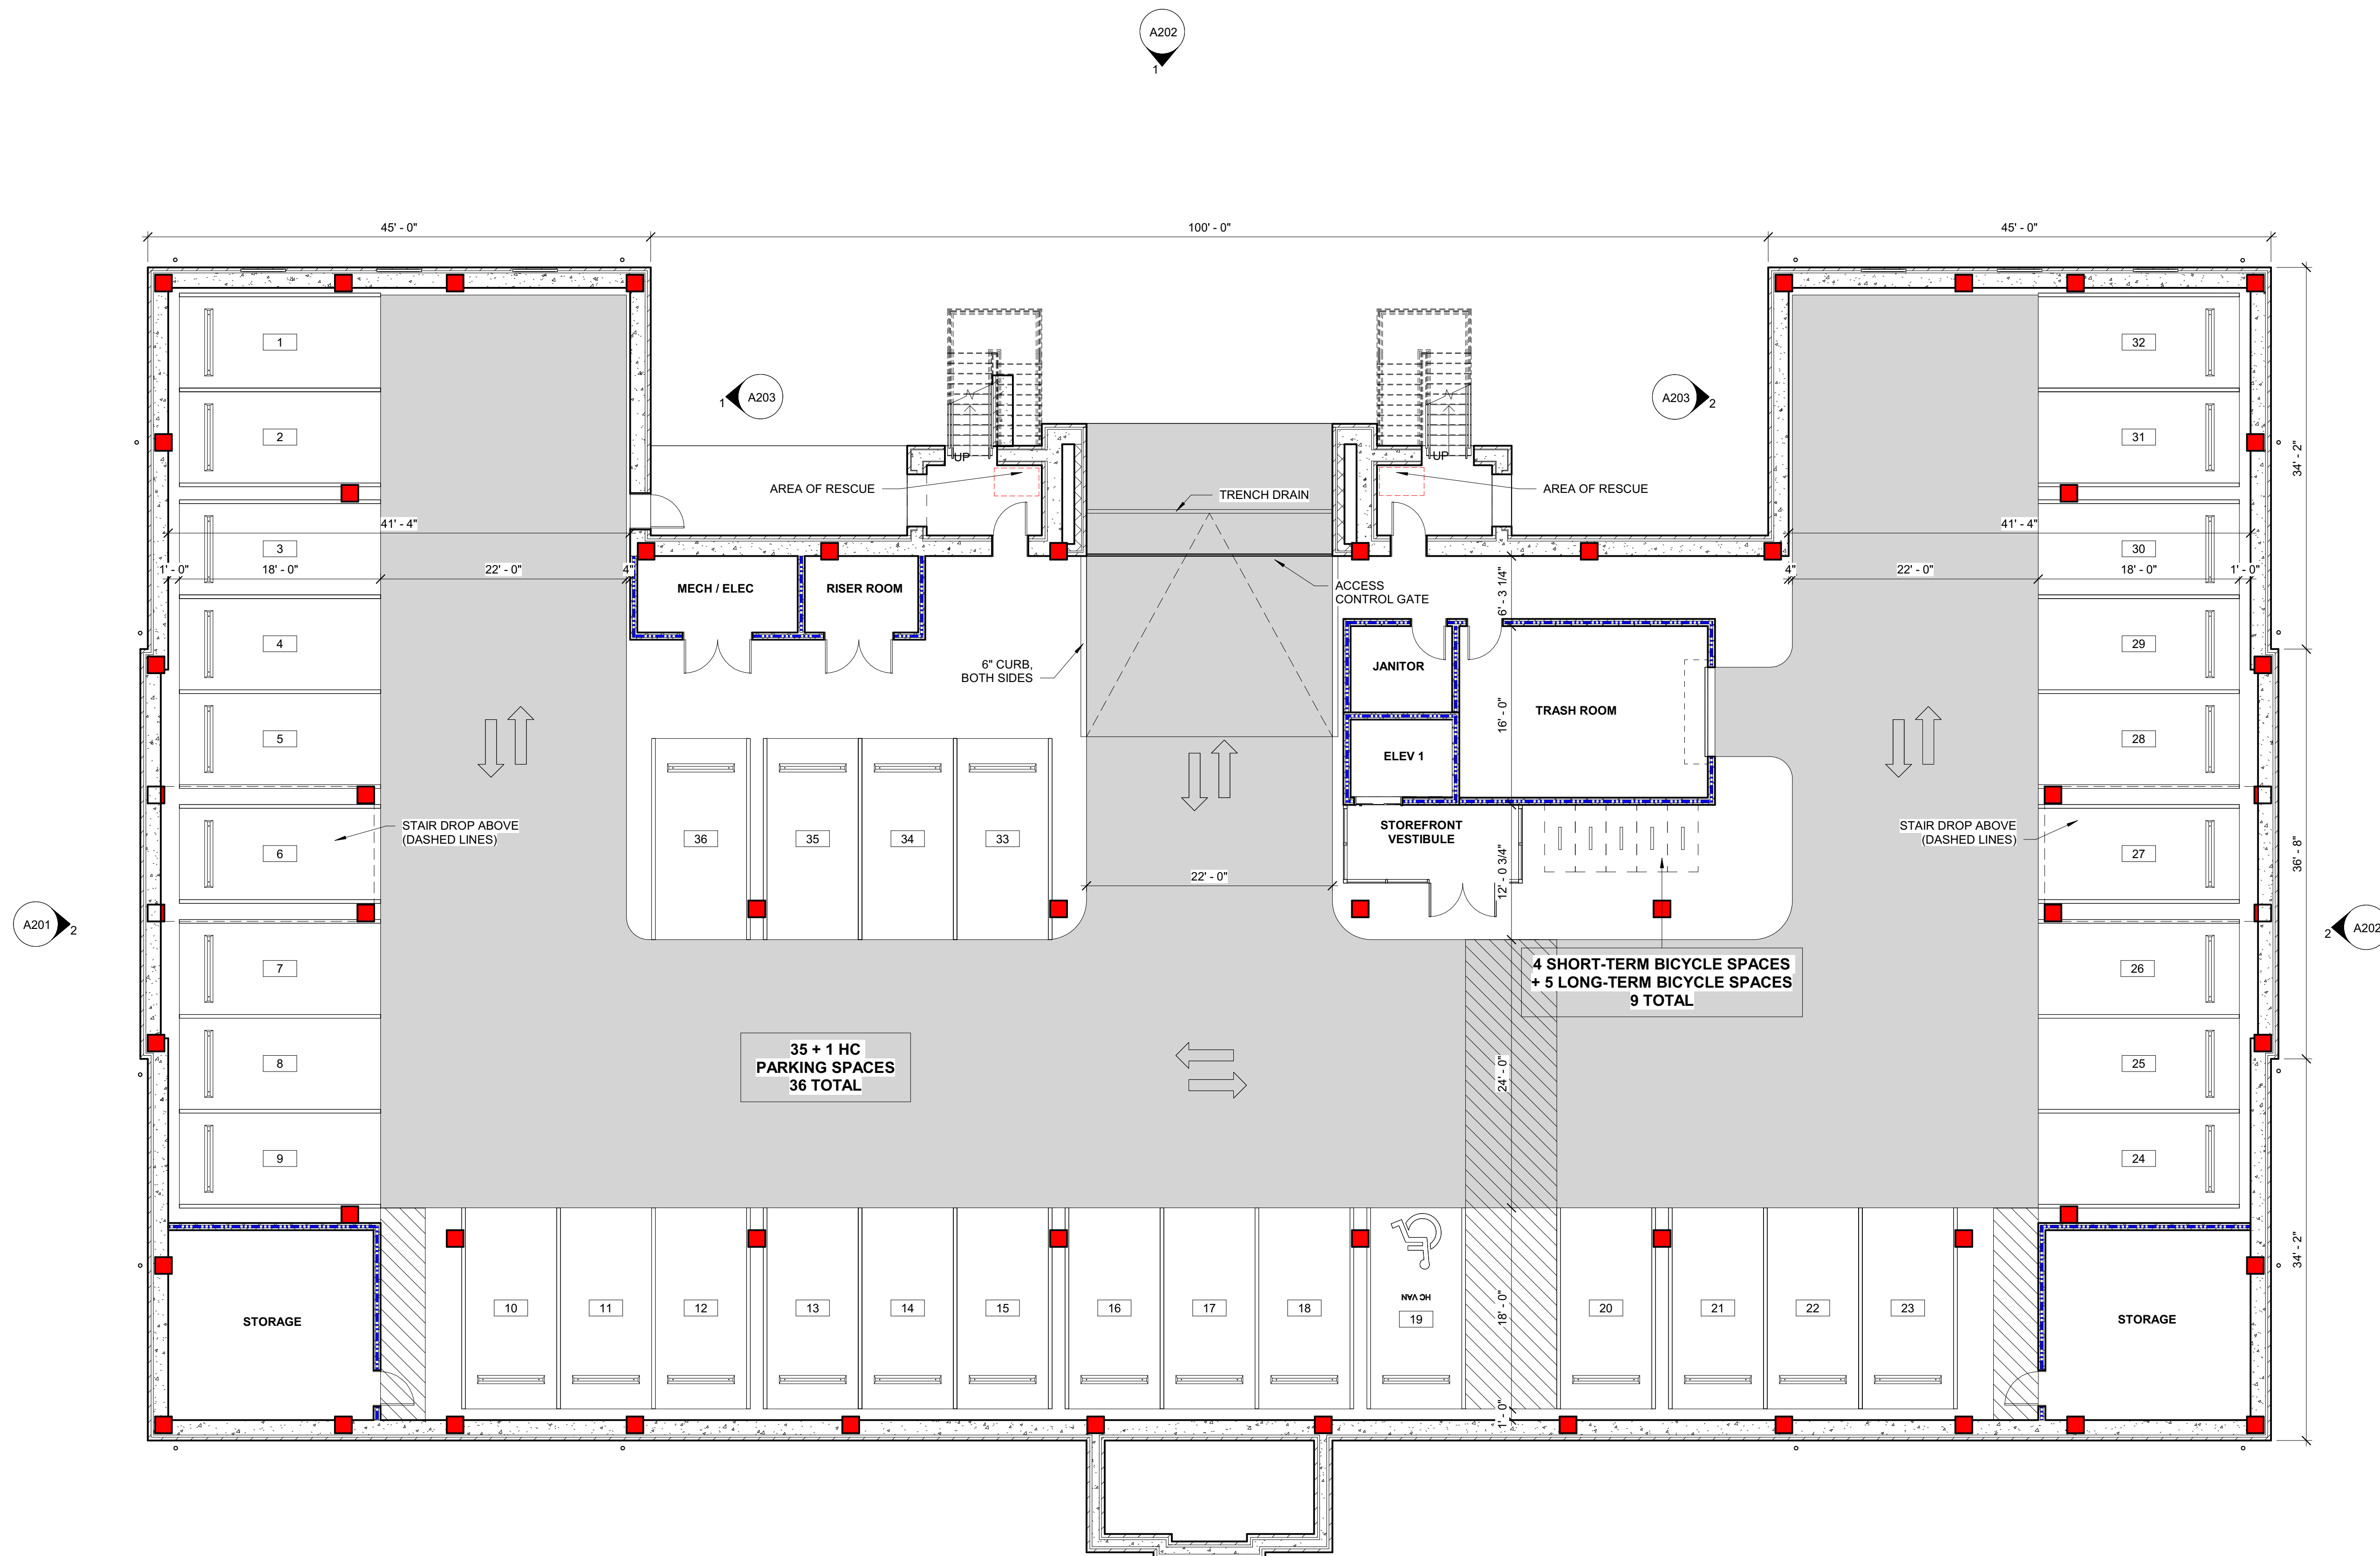 A202
1
45' - 0"
100' - 0"
45' - 0"
1
32
34' - 2"
A203
1
A203
2
2
31
UP
UP
AREA OF RESCUE
TRENCH DRAIN
AREA OF RESCUE
41' - 4"
41' - 4"
3
30
1' - 0"
18' - 0"
22' - 0"
4"
MECH / ELEC
RISER ROOM
ACCESS
CONTROL GATE
6' - 3 1/4"
4"
22' - 0"
18' - 0"
1' - 0"
4
29
6" CURB,
BOTH SIDES
JANITOR
TRASH ROOM
16' - 0"
5
28
ELEV 1
STAIR DROP ABOVE
(DASHED LINES)
36
35
34
33
STOREFRONT
VESTIBULE
STAIR DROP ABOVE
(DASHED LINES)
6
27
36' - 8"
22' - 0"
12' - 0 3/4"
A201
2
A202
2
7
26
4 SHORT-TERM BICYCLE SPACES
+ 5 LONG-TERM BICYCLE SPACES
9 TOTAL
35 + 1 HC
PARKING SPACES
36 TOTAL
24' - 0"
8
25
9
24
34' - 2"
HC VAN
10
11
12
13
14
15
16
17
18
19
18' - 0"
20
21
22
23
STORAGE
STORAGE
1' - 0"